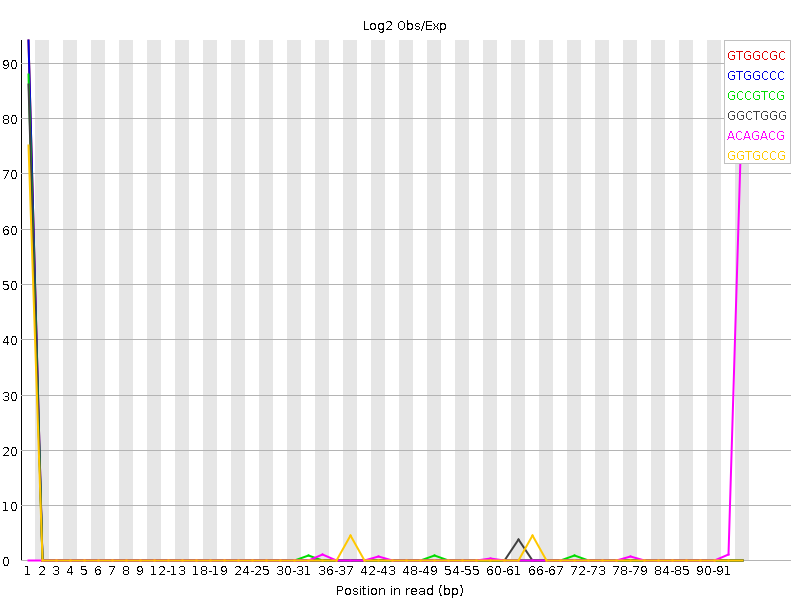 Log2 Obs/Exp
90
80
70
60
50
40
30
20
10
0
GTGGCGC
GTGGCCC
GCCGTCG
GGCTGGG
ACAGACG
GGTGCCG
1 2 3 4 5 6 7 8 9 12-13 18-19 24-25 30-31 36-37 42-43 48-49 54-55 60-61 66-67 72-73 78-79 84-85 90-91
Position in read (bp)